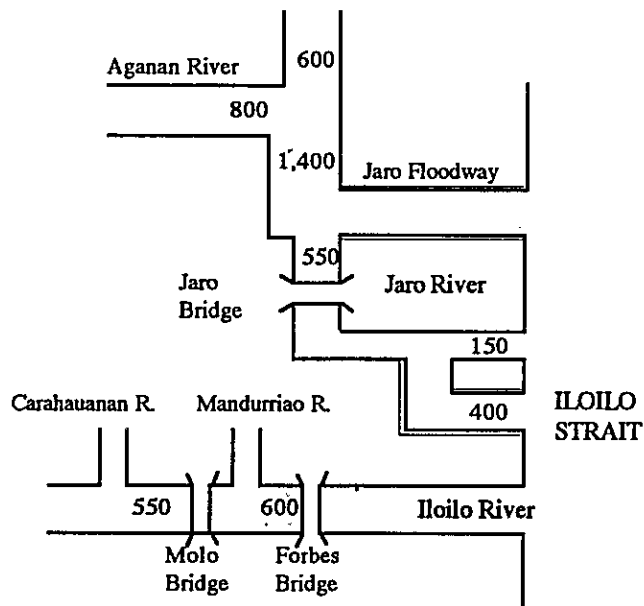 600
Aganan River
800
1,400
Jaro Floodway
550
Jaro
Bridge
Jaro River
150
Carahauanan R.
Mandurriao R.
400
ILOILO
STRAIT
550
600
Iloilo River
Molo
Bridge
Forbes
Bridge